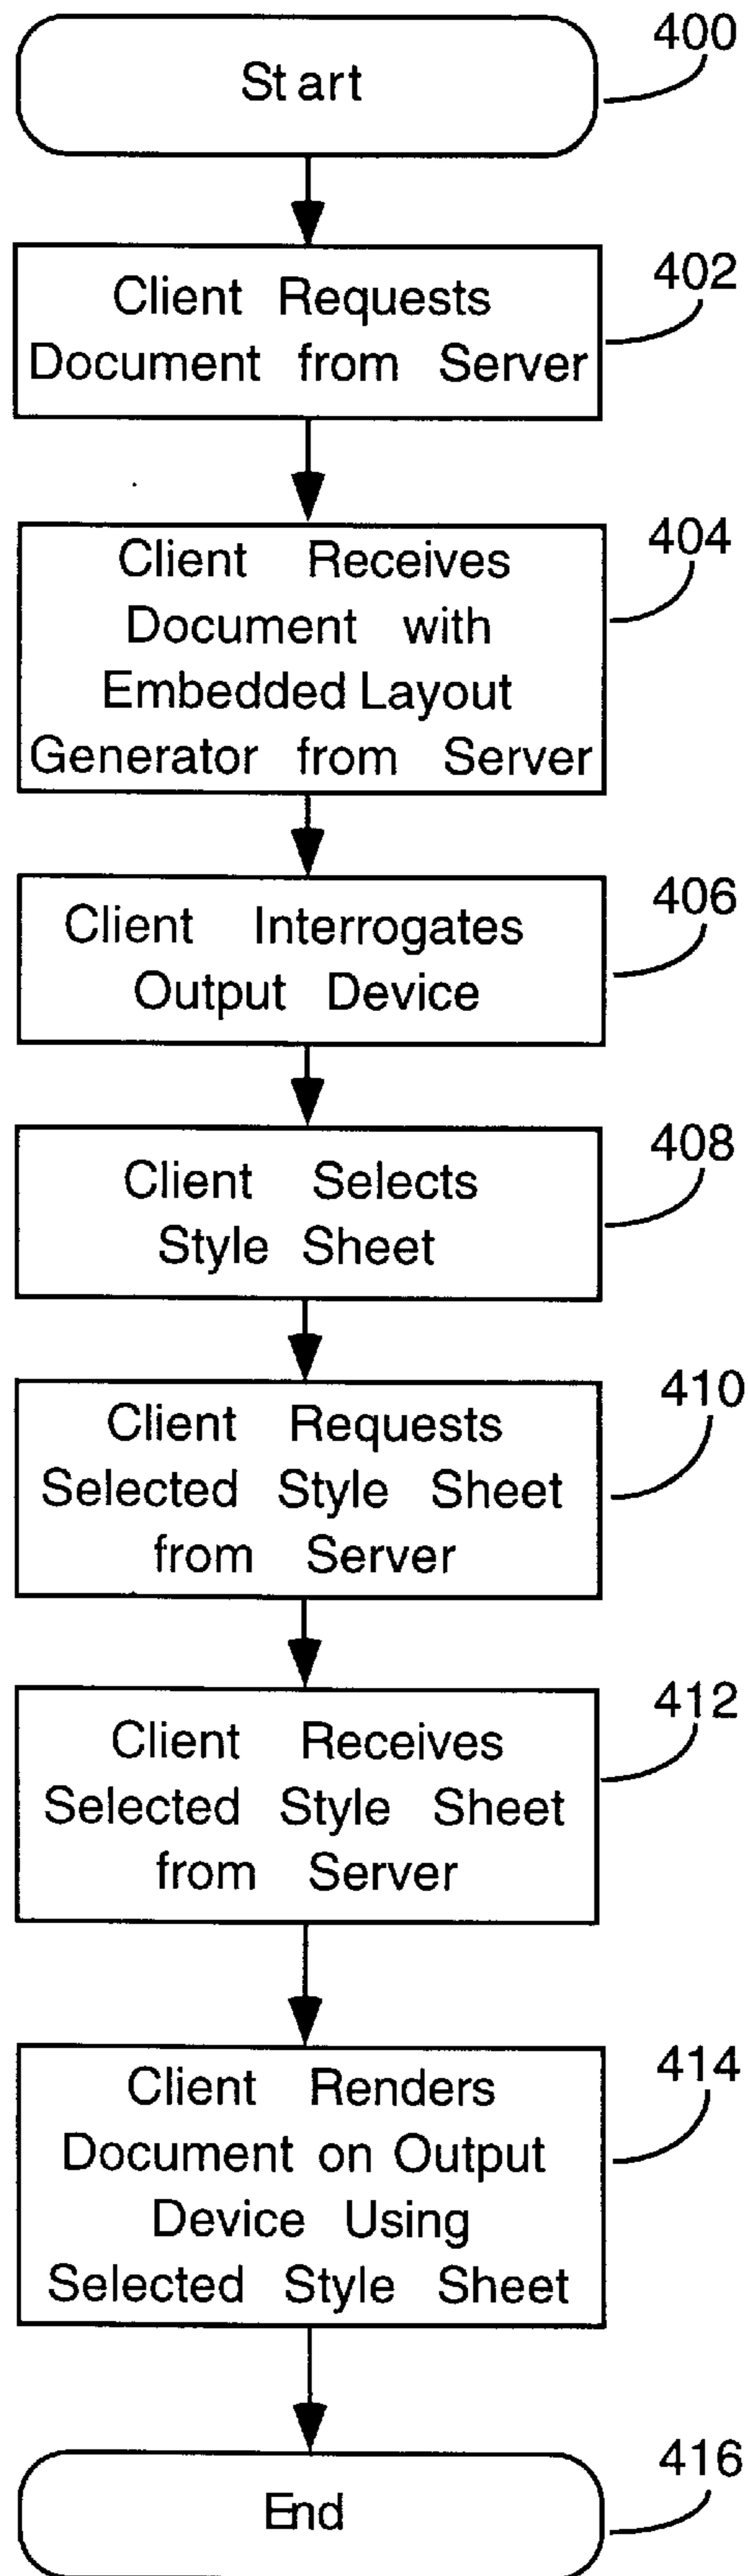 Start
400
Client Requests
Document from Server
402
Client Receives
Document with
Embedded Layout
Generator from Server
404
Client Interrogates
Output Device
406
Client Selects
Style Sheet
408
Client Requests
Selected Style Sheet
from Server
410
Client Receives
Selected Style Sheet
from Server
412
Client Renders
Document on Output
Device Using
Selected Style Sheet
414
End
416